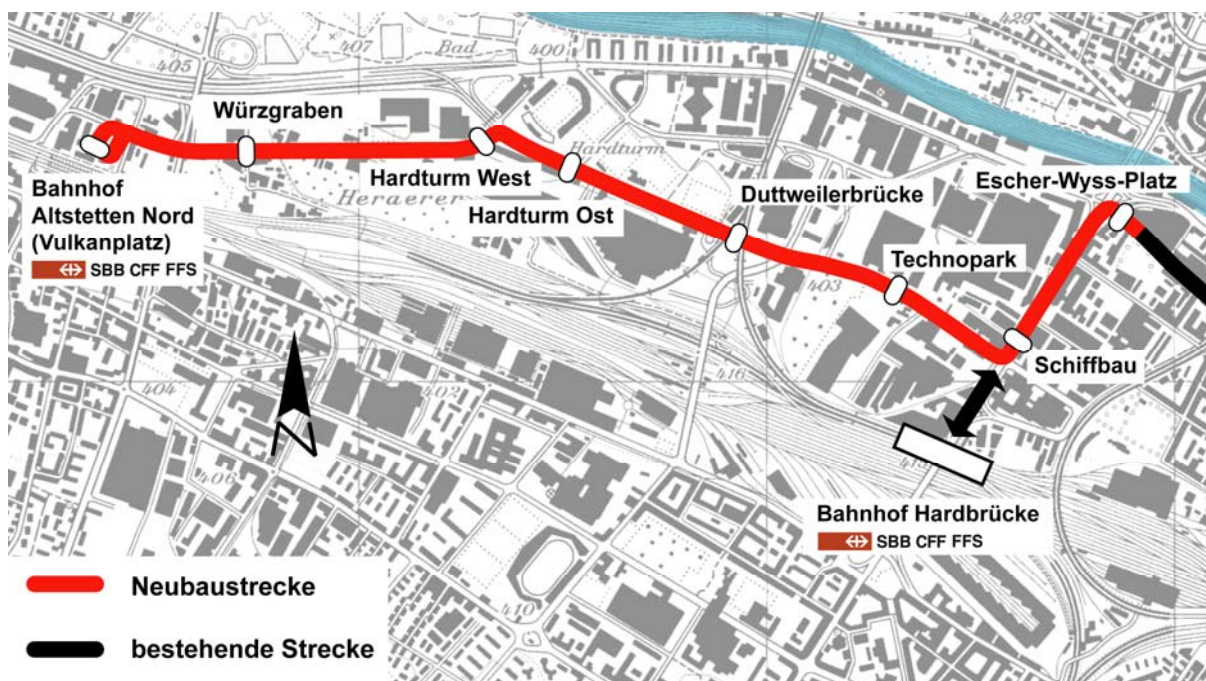 429
407
Bad
400
405
Würzgraben
Hardturm
Hardturm West
Escher-Wyss-Platz
Bahnhof
Altstetten Nord
(Vulkanplatz)
SBB CFF FFS
Hardturm Ost
Duttweilerbrücke
Technopark
403
Schiffbau
416
404
402
406
Bahnhof Hardbrücke
SBB CFF FFS
410
Neubaustrecke
bestehende Strecke